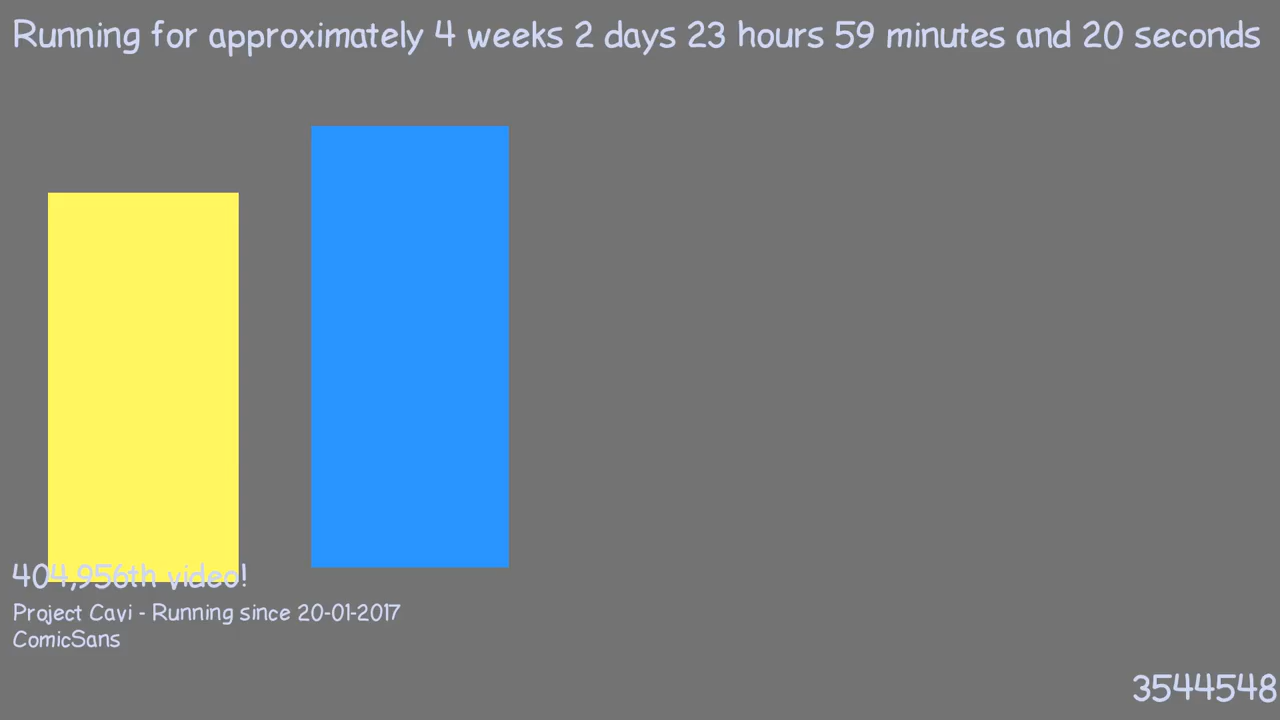 Running for approximately 4 weeks 2 days 23 hours 59 minutes and 20 seconds
404,956th video!
Project Cavi - Running since 20-01-2017
ComicSans
3544548